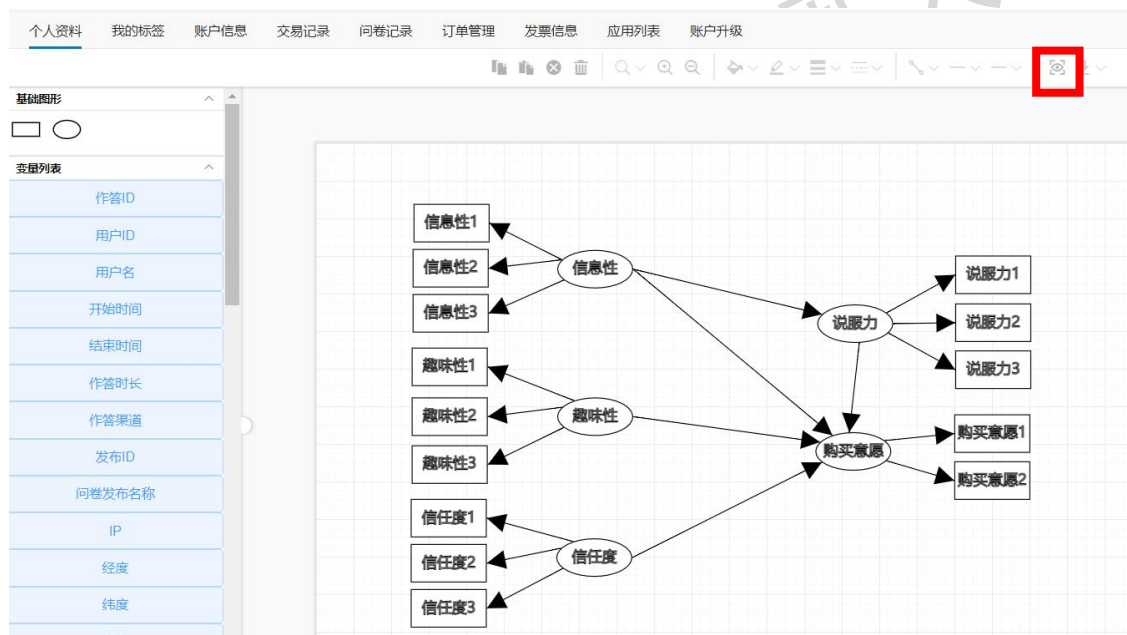 个人资料 我的标签 账户信息 交易记录 问卷记录 订单管理 发票信息 应用列表 账户升级
基础图形
变量列表
作答ID
用户ID
用户名
开始时间
结束时间
作答时长
作答渠道
发布ID
问卷发布名称
IP
经度
纬度
信息性1
信息性2
信息性3
信息性
趣味性1
趣味性2
趣味性3
趣味性
信任度1
信任度2
信任度3
信任度
说服力
说服力1
说服力2
说服力3
购买意愿
购买意愿1
购买意愿2